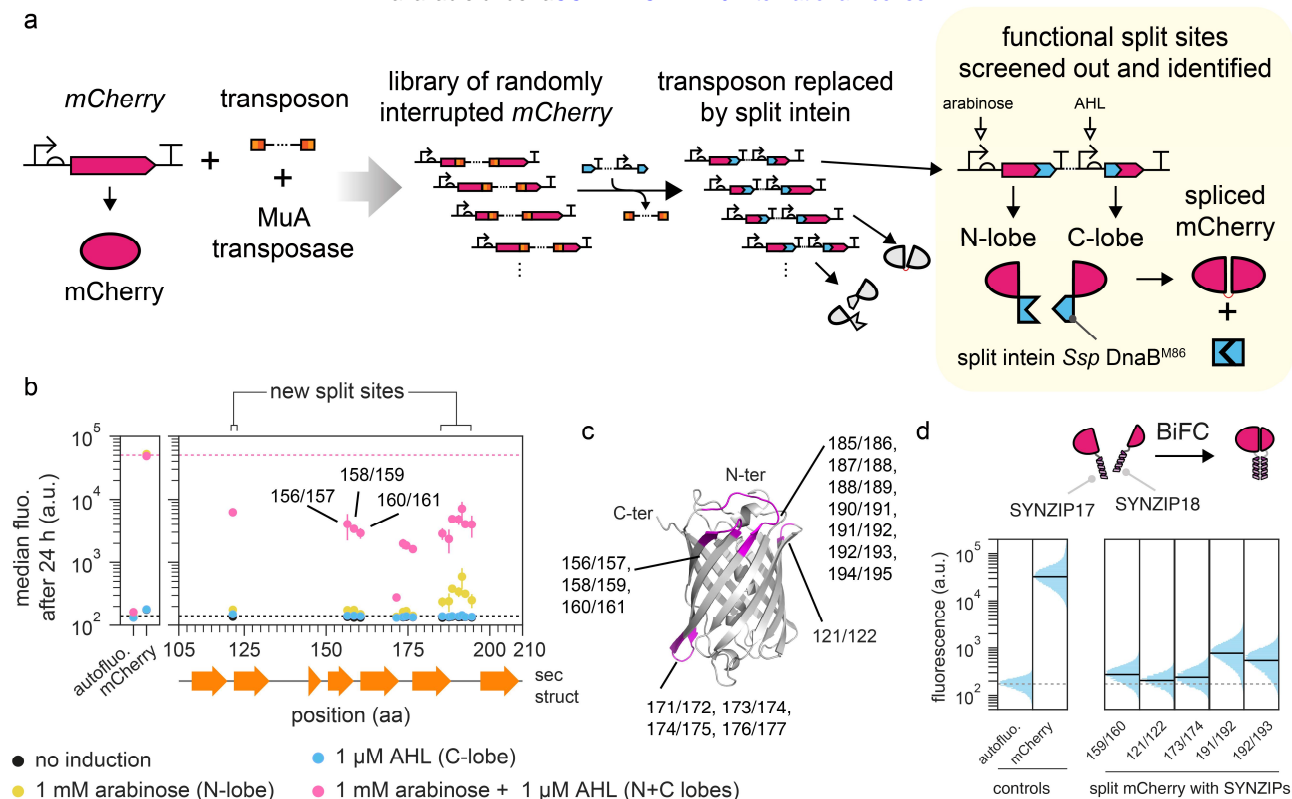 a
mCherry
transposon
+
+
MuA
transposase
mCherry
library of randomly
interrupted mCherry
transposon replaced
by split intein
functional split sites
screened out and identified
arabinose
AHL
N-lobe
C-lobe
spliced
mCherry
+
split intein Ssp DnaB^M86
b
new split sites
median fluo.
after 24 h (a.u.)
10^5
10^4
10^3
10^2
autofluo.
mCherry
156/157
158/159
160/161
105
125
150
175
200
210
sec
struct
position (aa)
no induction
1 mM arabinose (N-lobe)
1 µM AHL (C-lobe)
1 mM arabinose + 1 µM AHL (N+C lobes)
c
N-ter
C-ter
185/186,
187/188,
188/189,
190/191,
191/192,
192/193,
194/195
156/157,
158/159,
160/161
121/122
171/172, 173/174,
174/175, 176/177
d
BiFC
SYNZIP17
SYNZIP18
fluorescence (a.u.)
10^5
10^4
10^3
10^2
autofluo.
mCherry
controls
159/160
121/122
173/174
191/192
192/193
split mCherry with SYNZIPs